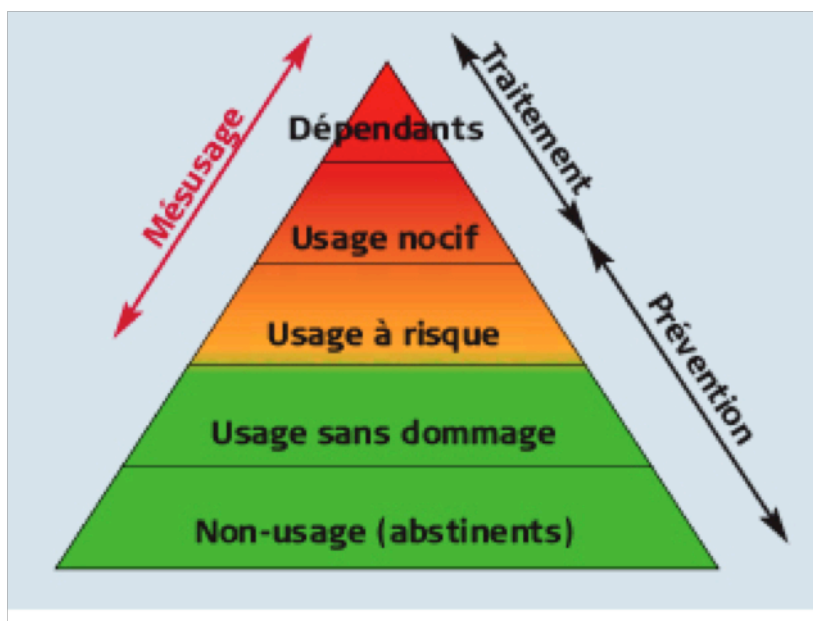 Mésusage
Traitement
Prévention
Dépendants
Usage nocif
Usage à risque
Usage sans dommage
Non-usage (abstinents)